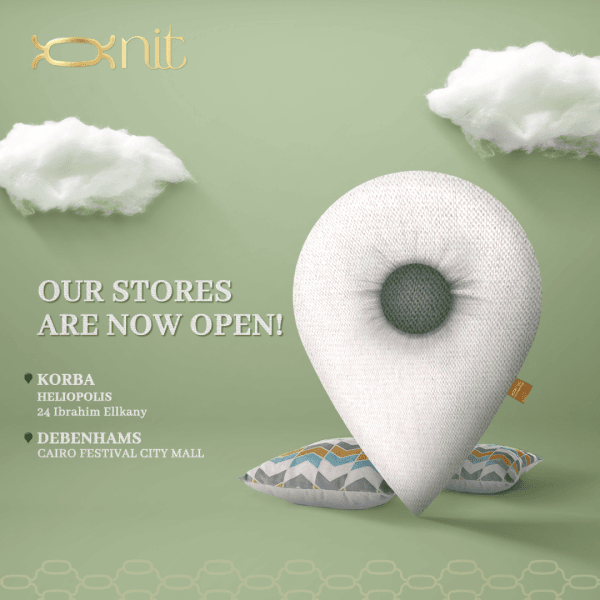 nit
OUR STORES
ARE NOW OPEN!
KORBA
HELIOPOLIS
24 Ibrahim Ellkany
DEBENHAMS
CAIRO FESTIVAL CITY MALL